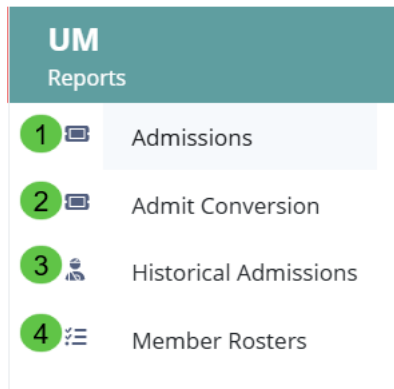 UM
Reports
1 Admissions
2 Admit Conversion
3 Historical Admissions
4 Member Rosters